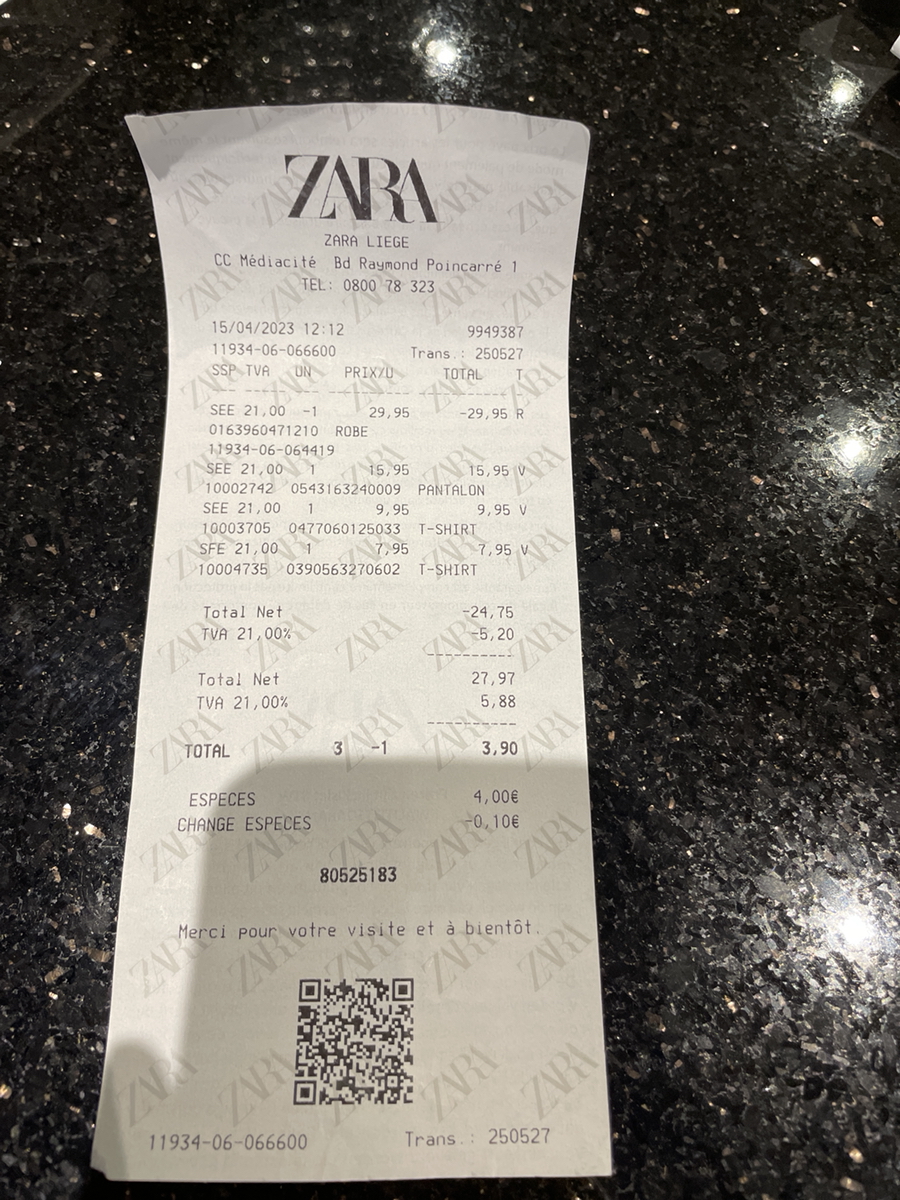 ZARA
ZARA LIEGE
CC Médiacité Bd Raymond Poincarré 1
TEL: 0800 78 323
15/04/2023 12:12 9949387
11934-06-066600 Trans.: 250527
SSP TVA UN PRIX/U TOTAL T
SEE 21,00 -1 29,95 -29,95 R
0163960471210 ROBE
11934-06-064419
SEE 21,00 1 15,95 15,95 V
10002742 0543163240009 PANTALON
SEE 21,00 1 9,95 9,95 V
10003705 0477060125033 T-SHIRT
SFE 21,00 1 7,95 7,95 V
10004735 0390563270602 T-SHIRT
Total Net -24,75
TVA 21,00% -5,20
Total Net 27,97
TVA 21,00% 5,88
TOTAL 3 -1 3,90
ESPECES 4,00€
CHANGE ESPECES -0,10€
80525183
Merci pour votre visite et à bientôt.
11934-06-066600 Trans.: 250527